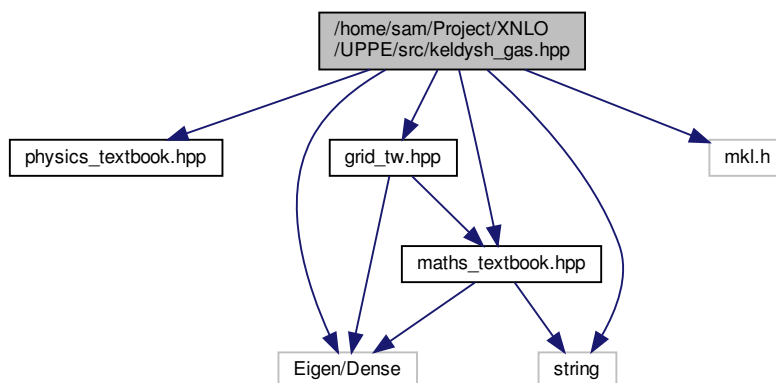 /home/sam/Project/XNLO
/UPPE/src/keldysh_gas.hpp
physics_textbook.hpp
grid_tw.hpp
mkl.h
maths_textbook.hpp
Eigen/Dense
string